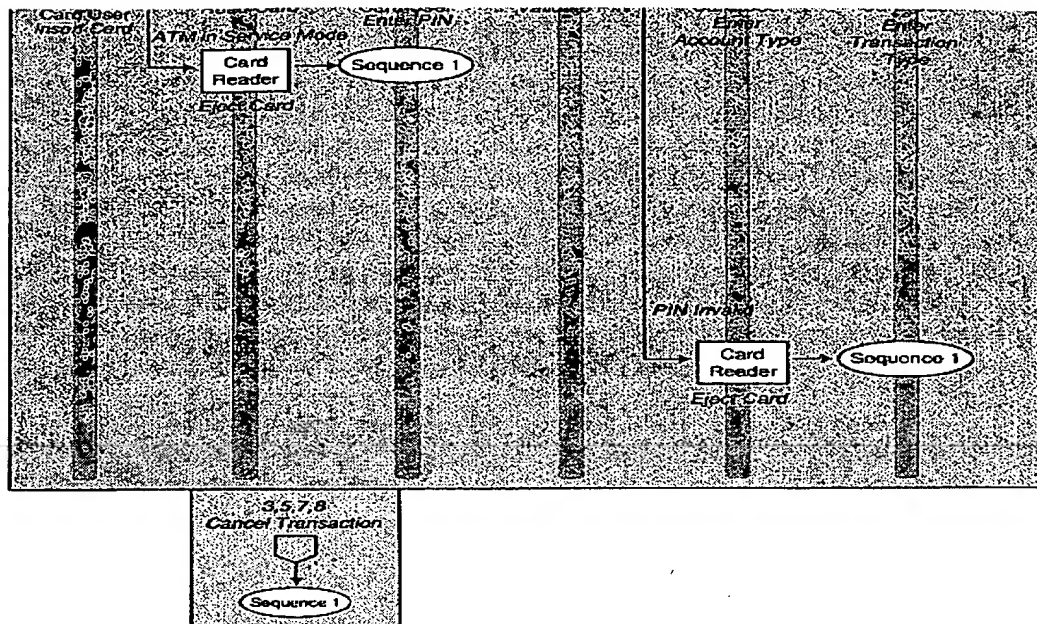 Card User
Insert Card
ATM In Service Mode
Card
Reader
Eject Card
Enter PIN
Sequence 1
Enter
Account Type
Enter
Transaction
Type
PIN Invalid
Card
Reader
Eject Card
Sequence 1
3,5,7,8
Cancel Transaction
Sequence 1